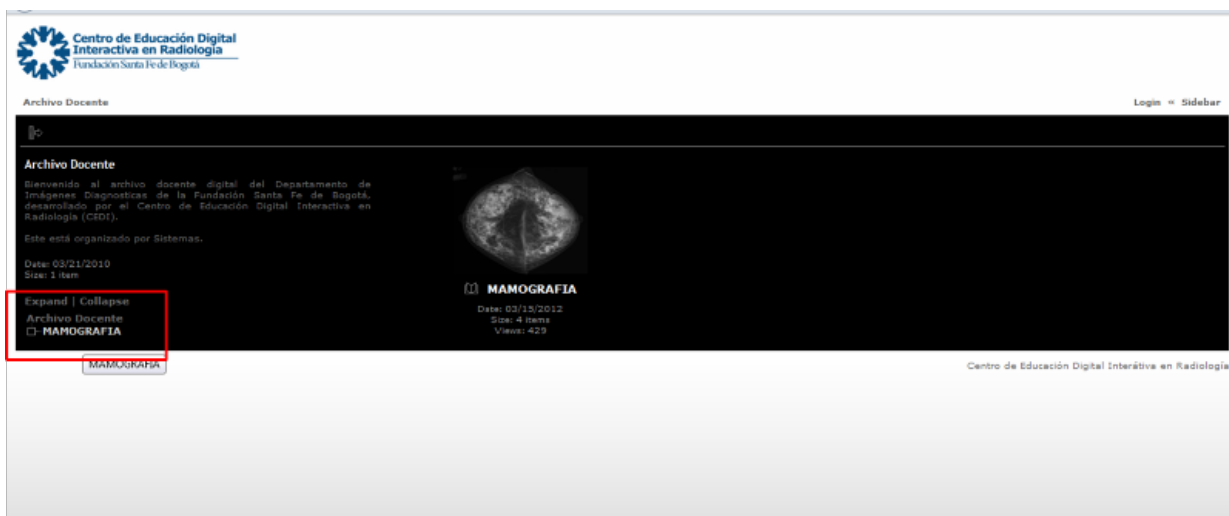 Centro de Educación Digital
Interactiva en Radiología
Fundación Santa Fe de Bogotá
Archivo Docente
Login « Sidebar
Archivo Docente
Bienvenido al archivo docente digital del Departamento de
Imágenes Diagnosticas de la Fundación Santa Fe de Bogotá,
desarrollado por el Centro de Educación Digital Interactiva en
Radiología (CEDI).
Este está organizado por Sistemas.
Date: 03/21/2010
Size: 1 item
Expand | Collapse
Archivo Docente
MAMOGRAFIA
MAMOGRAFIA
Date: 03/15/2012
Size: 4 items
Views: 429
MAMOGRAFIA
Centro de Educación Digital Interátiva en Radiología